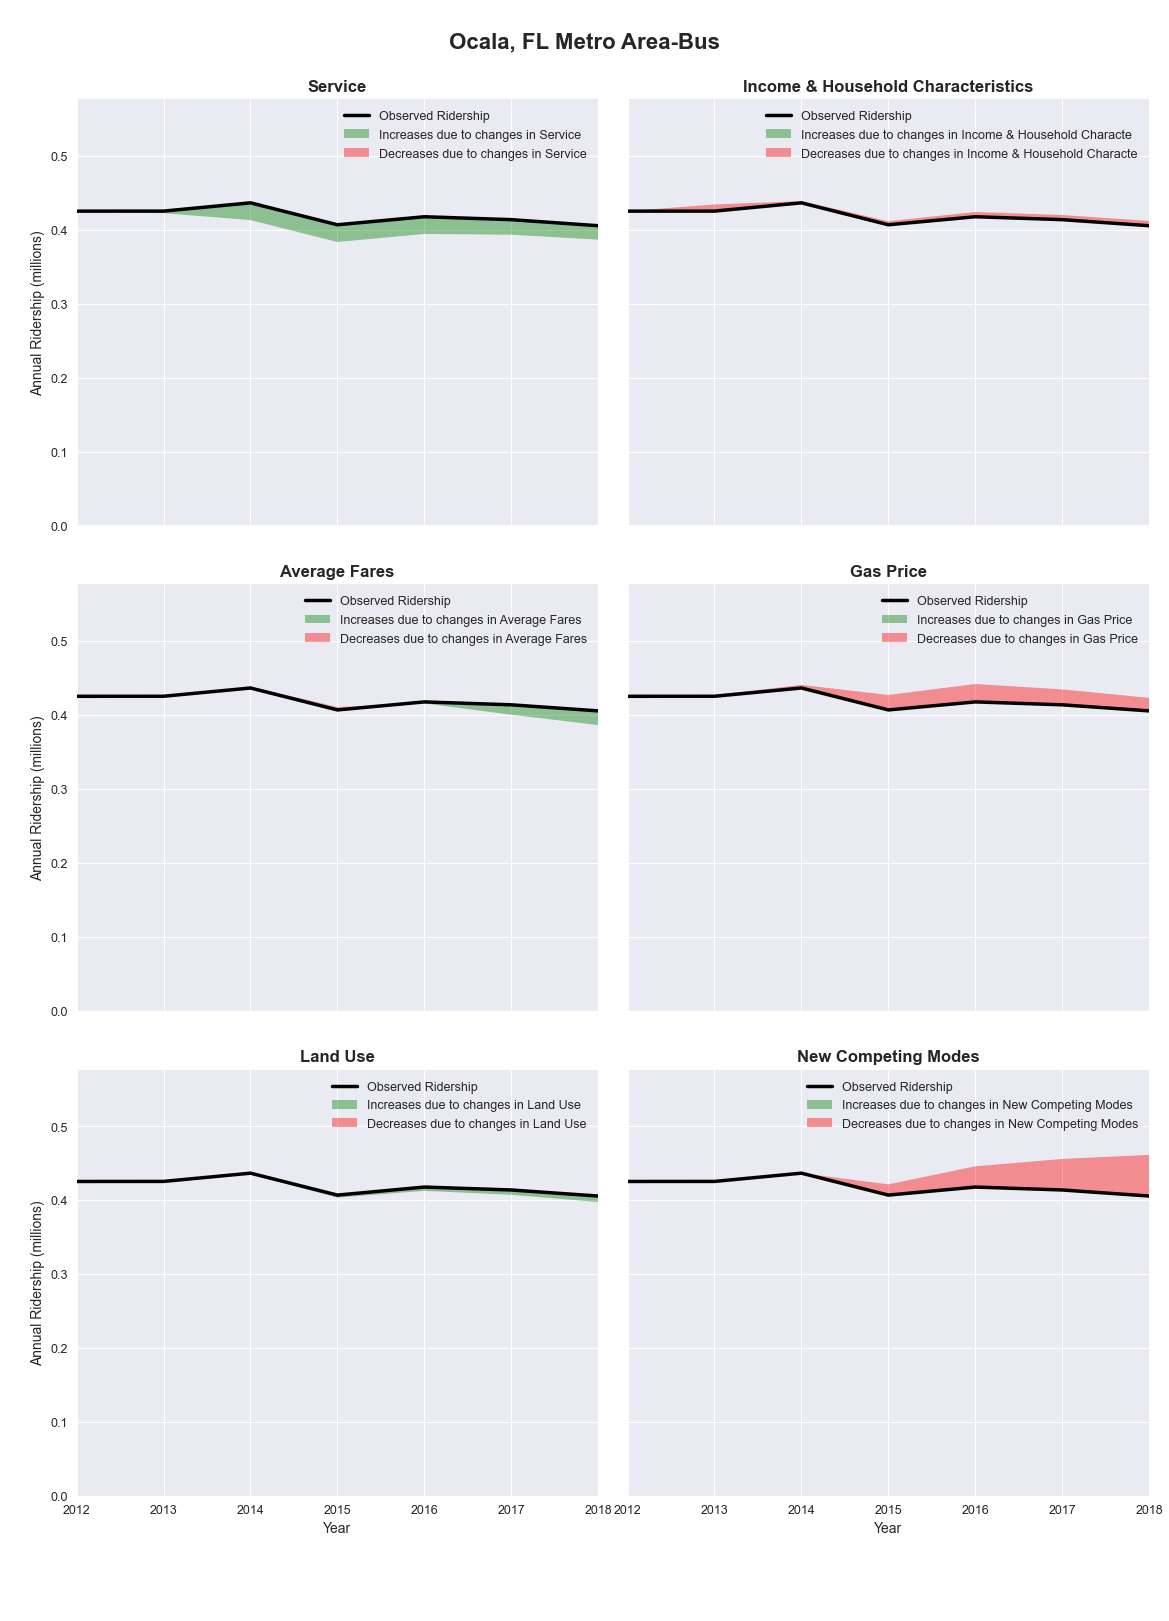 Ocala, FL Metro Area-Bus
Service
Observed Ridership
Increases due to changes in Service
Decreases due to changes in Service
0.5
0.4
0.3
0.2
0.1
0.0
Annual Ridership (millions)
Income & Household Characteristics
Observed Ridership
Increases due to changes in Income & Household Characte
Decreases due to changes in Income & Household Characte
Average Fares
Observed Ridership
Increases due to changes in Average Fares
Decreases due to changes in Average Fares
0.5
0.4
0.3
0.2
0.1
0.0
Annual Ridership (millions)
Gas Price
Observed Ridership
Increases due to changes in Gas Price
Decreases due to changes in Gas Price
Land Use
Observed Ridership
Increases due to changes in Land Use
Decreases due to changes in Land Use
0.5
0.4
0.3
0.2
0.1
0.0
Annual Ridership (millions)
2012 2013 2014 2015 2016 2017 2018
Year
New Competing Modes
Observed Ridership
Increases due to changes in New Competing Modes
Decreases due to changes in New Competing Modes
2012 2013 2014 2015 2016 2017 2018
Year